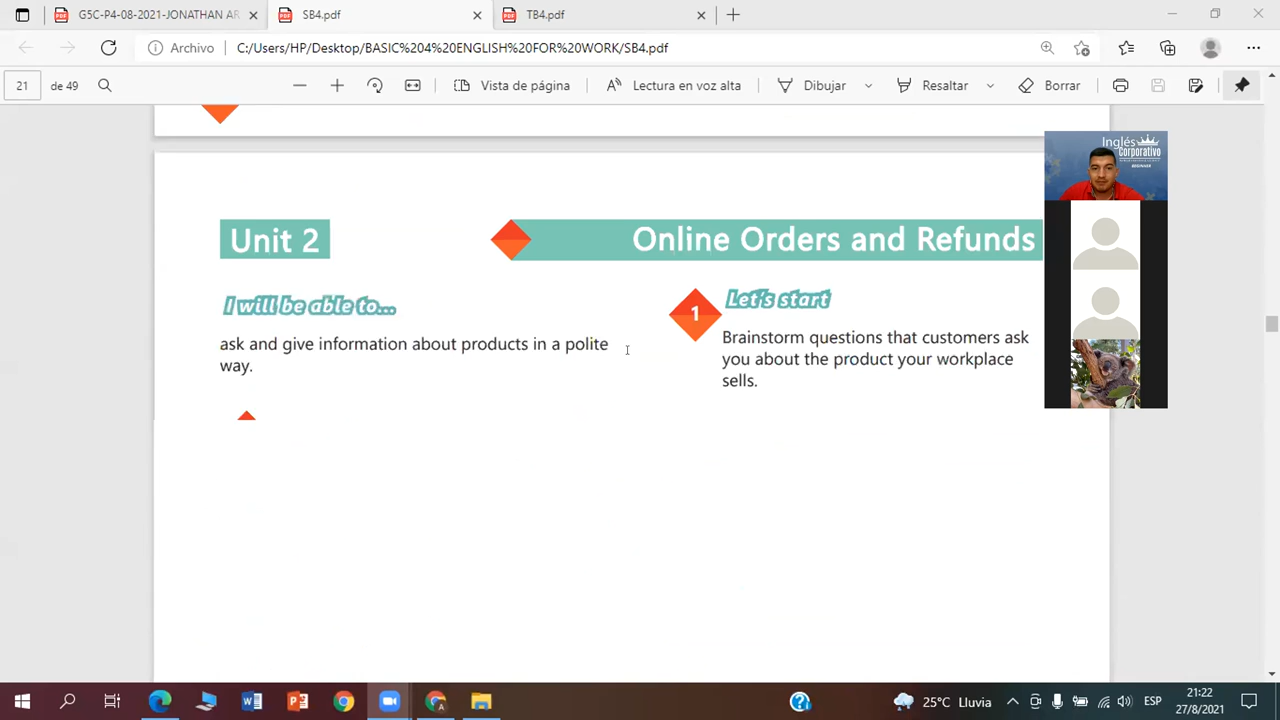 G5C-P4-08-2021-JONATHAN AR
SB4.pdf
TB4.pdf
Archivo
C:/Users/HP/Desktop/BASIC%204%20ENGLISH%20FOR%20WORK/SB4.pdf
21
de 49
Vista de página
Lectura en voz alta
Dibujar
Resaltar
Borrar
Inglés
Corporativo
BEGINNER
Unit 2
Online Orders and Refunds
I will be able to...
ask and give information about products in a polite
way.
1
Let's start
Brainstorm questions that customers ask
you about the product your workplace
sells.
25°C Lluvia
ESP
21:22
27/8/2021